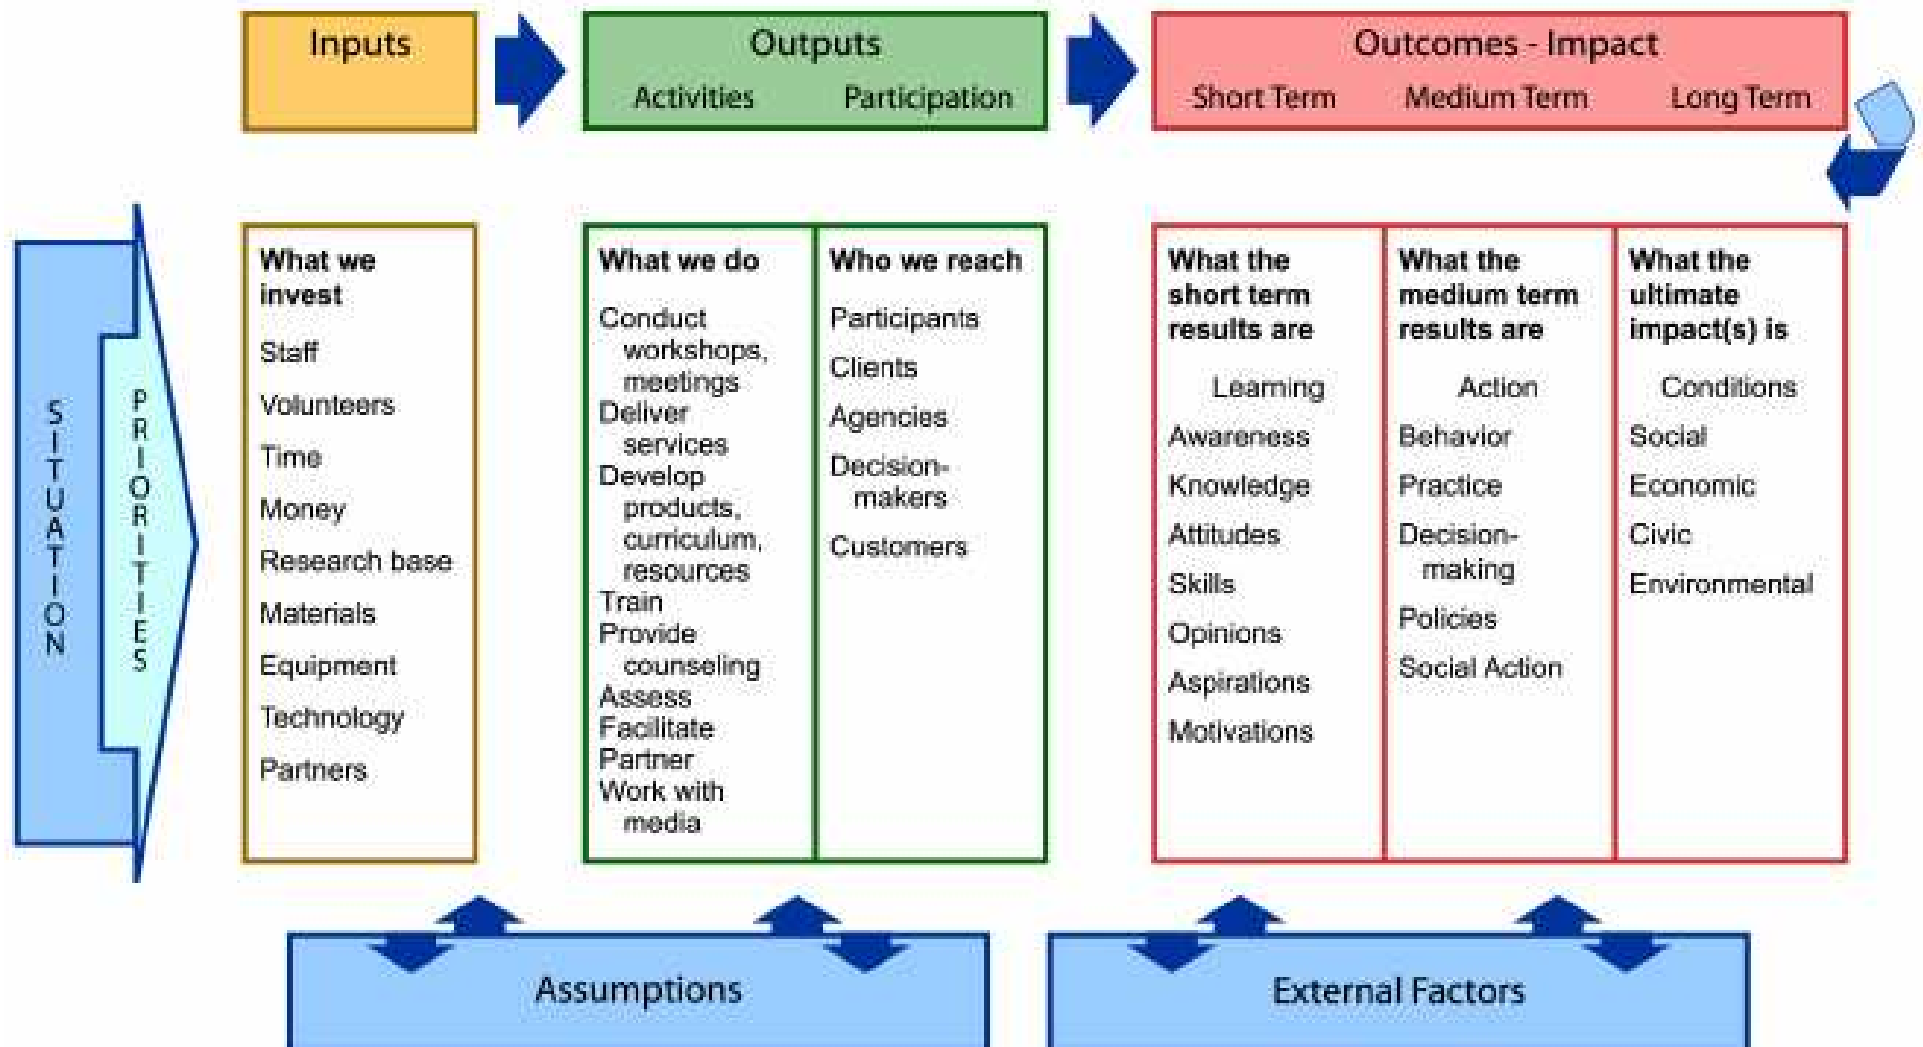 Inputs
Outputs
Activities Participation
Outcomes - Impact
Short Term Medium Term Long Term
SITUATION
PRIORITIES
What we
invest
Staff
Volunteers
Time
Money
Research base
Materials
Equipment
Technology
Partners
What we do
Conduct
workshops,
meetings
Deliver
services
Develop
products,
curriculum,
resources
Train
Provide
counseling
Assess
Facilitate
Partner
Work with
media
Who we reach
Participants
Clients
Agencies
Decision-
makers
Customers
What the
short term
results are
Learning
Awareness
Knowledge
Attitudes
Skills
Opinions
Aspirations
Motivations
What the
medium term
results are
Action
Behavior
Practice
Decision-
making
Policies
Social Action
What the
ultimate
impact(s) is
Conditions
Social
Economic
Civic
Environmental
Assumptions
External Factors